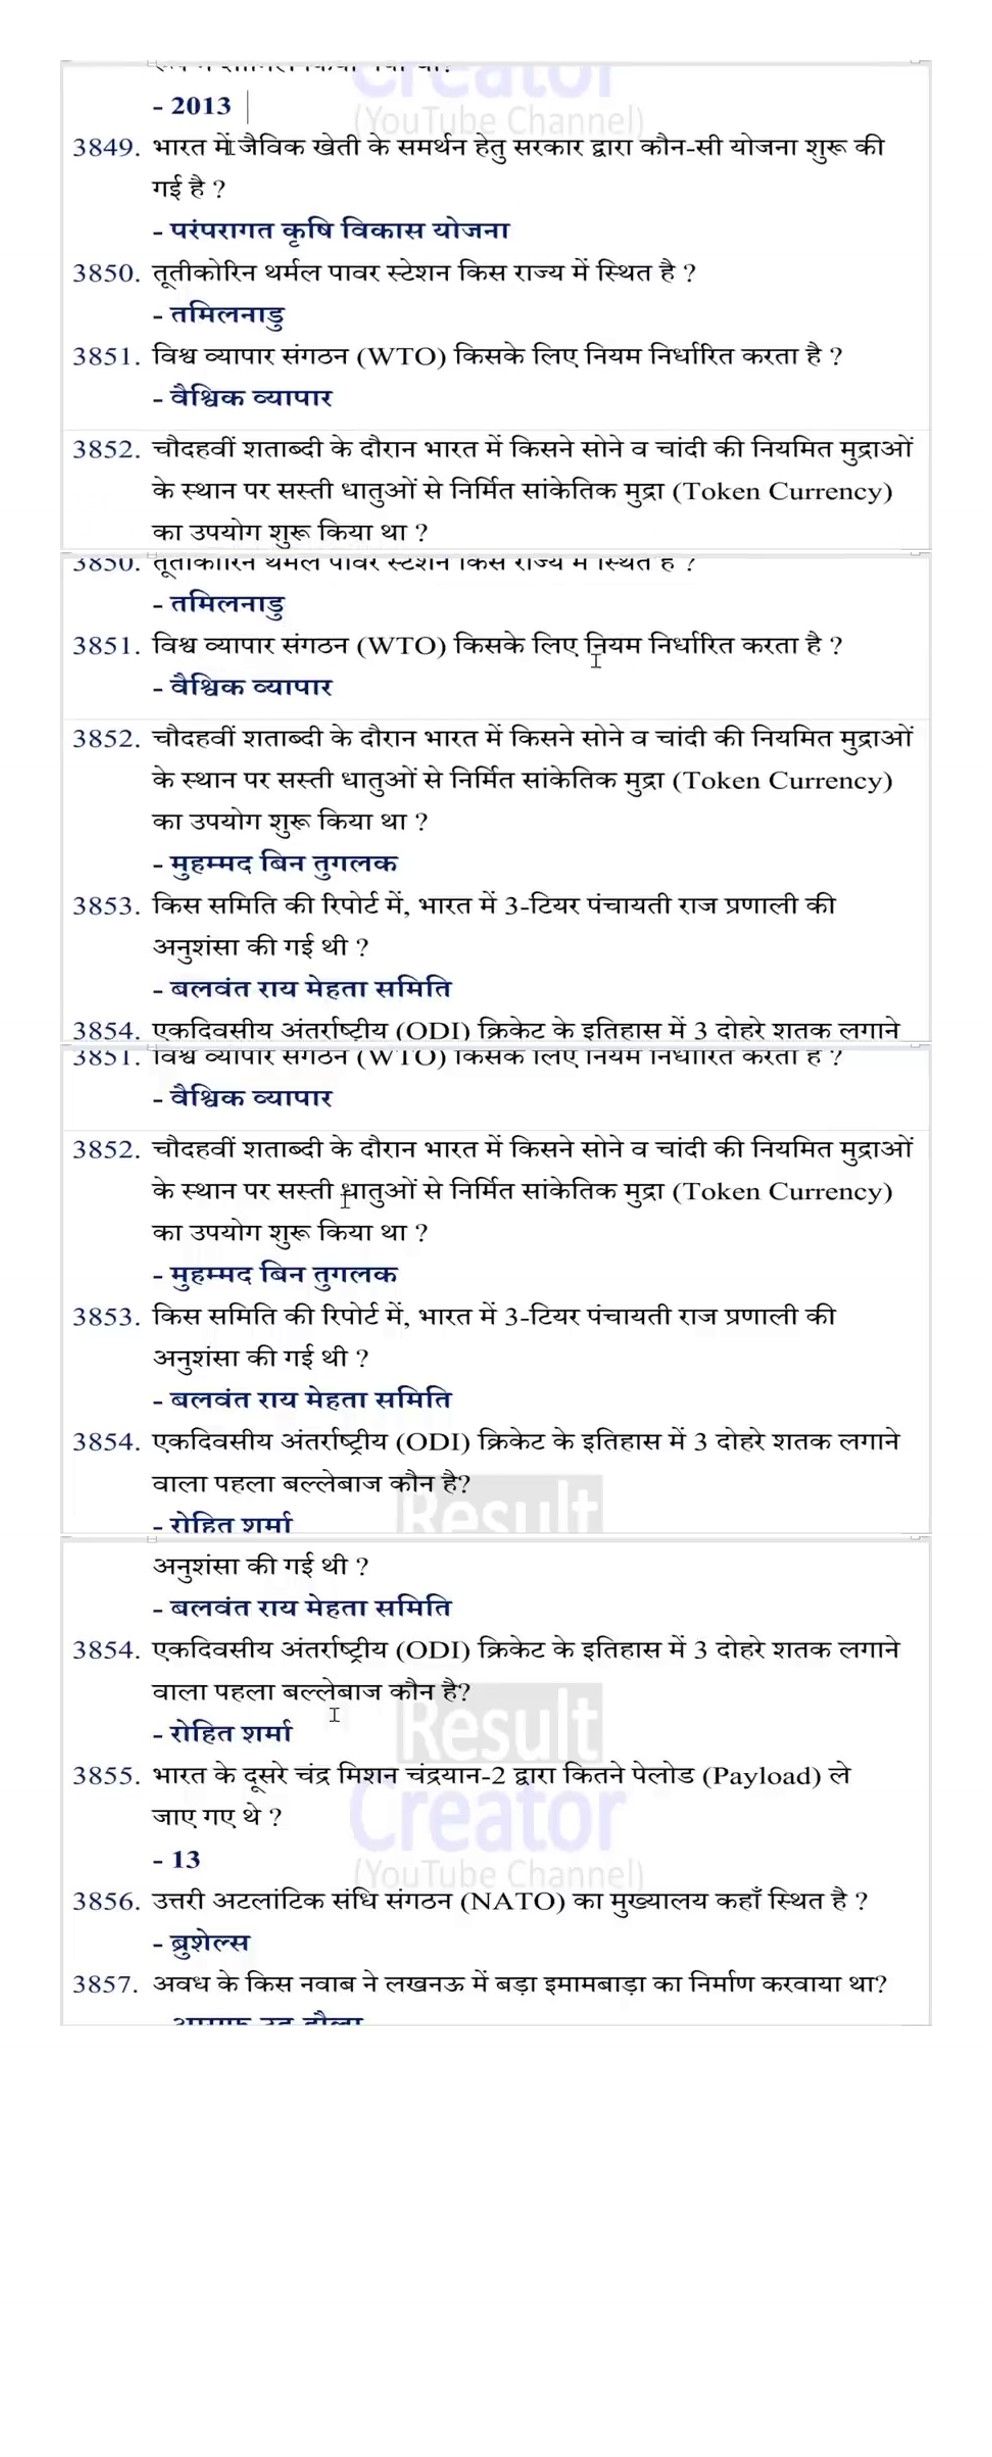 Creator
- 2013
(YouTube Channel)
3849. भारत में जैविक खेती के समर्थन हेतु सरकार द्वारा कौन-सी योजना शुरू की
गई है ?
- परंपरागत कृषि विकास योजना
3850. तूतीकोरिन थर्मल पावर स्टेशन किस राज्य में स्थित है ?
- तमिलनाडु
3851. विश्व व्यापार संगठन (WTO) किसके लिए नियम निर्धारित करता है ?
- वैश्विक व्यापार
3852. चौदहवीं शताब्दी के दौरान भारत में किसने सोने व चांदी की नियमित मुद्राओं
के स्थान पर सस्ती धातुओं से निर्मित सांकेतिक मुद्रा (Token Currency)
का उपयोग शुरू किया था ?
3850. तूतीकोरिन थर्मल पावर स्टेशन किस राज्य में स्थित है ?
- तमिलनाडु
3851. विश्व व्यापार संगठन (WTO) किसके लिए नियम निर्धारित करता है ?
- वैश्विक व्यापार
3852. चौदहवीं शताब्दी के दौरान भारत में किसने सोने व चांदी की नियमित मुद्राओं
के स्थान पर सस्ती धातुओं से निर्मित सांकेतिक मुद्रा (Token Currency)
का उपयोग शुरू किया था ?
- मुहम्मद बिन तुगलक
3853. किस समिति की रिपोर्ट में, भारत में 3-टियर पंचायती राज प्रणाली की
अनुशंसा की गई थी ?
- बलवंत राय मेहता समिति
3854. एकदिवसीय अंतर्राष्ट्रीय (ODI) क्रिकेट के इतिहास में 3 दोहरे शतक लगाने
3851. विश्व व्यापार संगठन (WTO) किसके लिए नियम निर्धारित करता है ?
- वैश्विक व्यापार
3852. चौदहवीं शताब्दी के दौरान भारत में किसने सोने व चांदी की नियमित मुद्राओं
के स्थान पर सस्ती धातुओं से निर्मित सांकेतिक मुद्रा (Token Currency)
का उपयोग शुरू किया था ?
- मुहम्मद बिन तुगलक
3853. किस समिति की रिपोर्ट में, भारत में 3-टियर पंचायती राज प्रणाली की
अनुशंसा की गई थी ?
- बलवंत राय मेहता समिति
3854. एकदिवसीय अंतर्राष्ट्रीय (ODI) क्रिकेट के इतिहास में 3 दोहरे शतक लगाने
वाला पहला बल्लेबाज कौन है?
Result
- रोहित शर्मा
अनुशंसा की गई थी ?
- बलवंत राय मेहता समिति
3854. एकदिवसीय अंतर्राष्ट्रीय (ODI) क्रिकेट के इतिहास में 3 दोहरे शतक लगाने
वाला पहला बल्लेबाज कौन है?
Result
- रोहित शर्मा
3855. भारत के दूसरे चंद्र मिशन चंद्रयान-2 द्वारा कितने पेलोड (Payload) ले
जाए गए थे ?
Creator
- 13
(YouTube Channel)
3856. उत्तरी अटलांटिक संधि संगठन (NATO) का मुख्यालय कहाँ स्थित है ?
- ब्रुशेल्स
3857. अवध के किस नवाब ने लखनऊ में बड़ा इमामबाड़ा का निर्माण करवाया था?